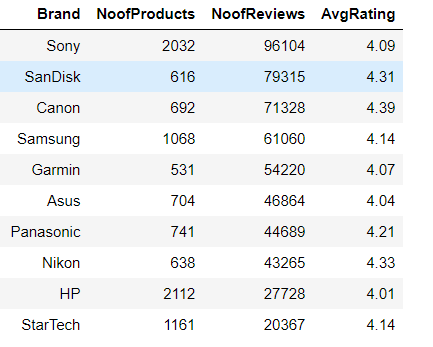 Brand NoofProducts NoofReviews AvgRating
Sony 2032 96104 4.09
SanDisk 616 79315 4.31
Canon 692 71328 4.39
Samsung 1068 61060 4.14
Garmin 531 54220 4.07
Asus 704 46864 4.04
Panasonic 741 44689 4.21
Nikon 638 43265 4.33
HP 2112 27728 4.01
StarTech 1161 20367 4.14